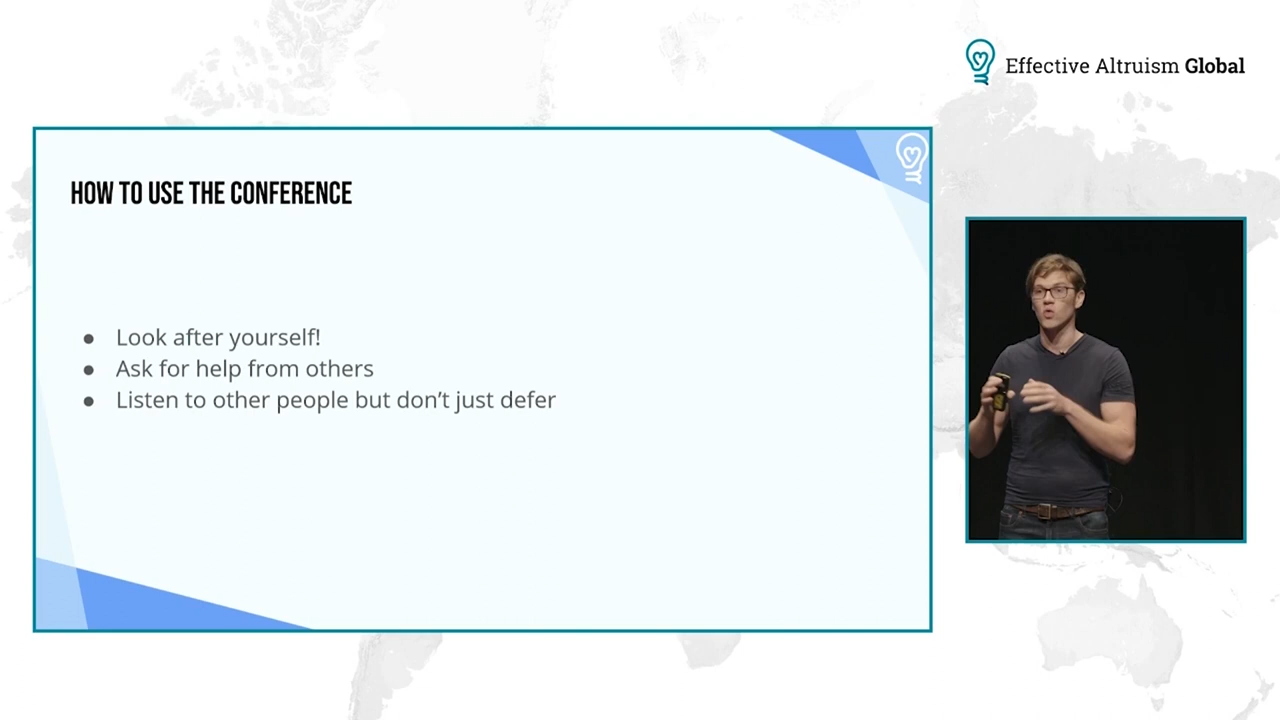 Effective Altruism Global
HOW TO USE THE CONFERENCE
● Look after yourself!
● Ask for help from others
● Listen to other people but don’t just defer